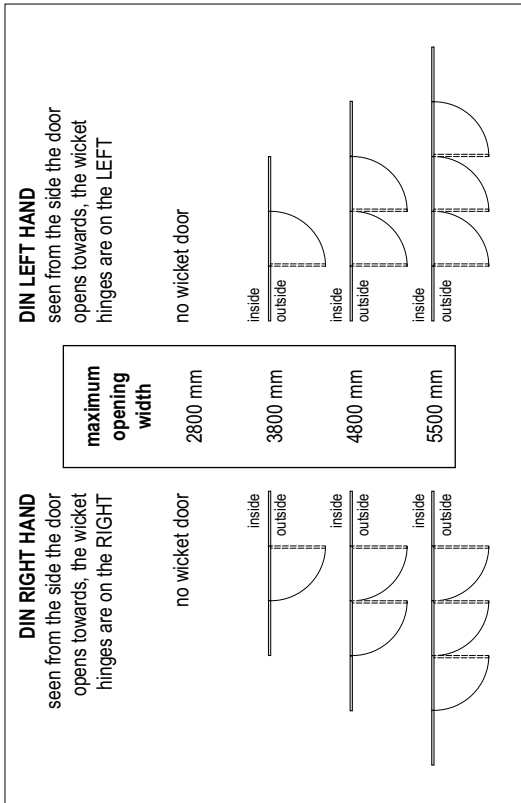 DIN RIGHT HAND
seen from the side the door
opens towards, the wicket
hinges are on the RIGHT
no wicket door
inside
outside
inside
outside
inside
outside
maximum
opening
width
2800 mm
3800 mm
4800 mm
5500 mm
DIN LEFT HAND
seen from the side the door
opens towards, the wicket
hinges are on the LEFT
no wicket door
inside
outside
inside
outside
inside
outside